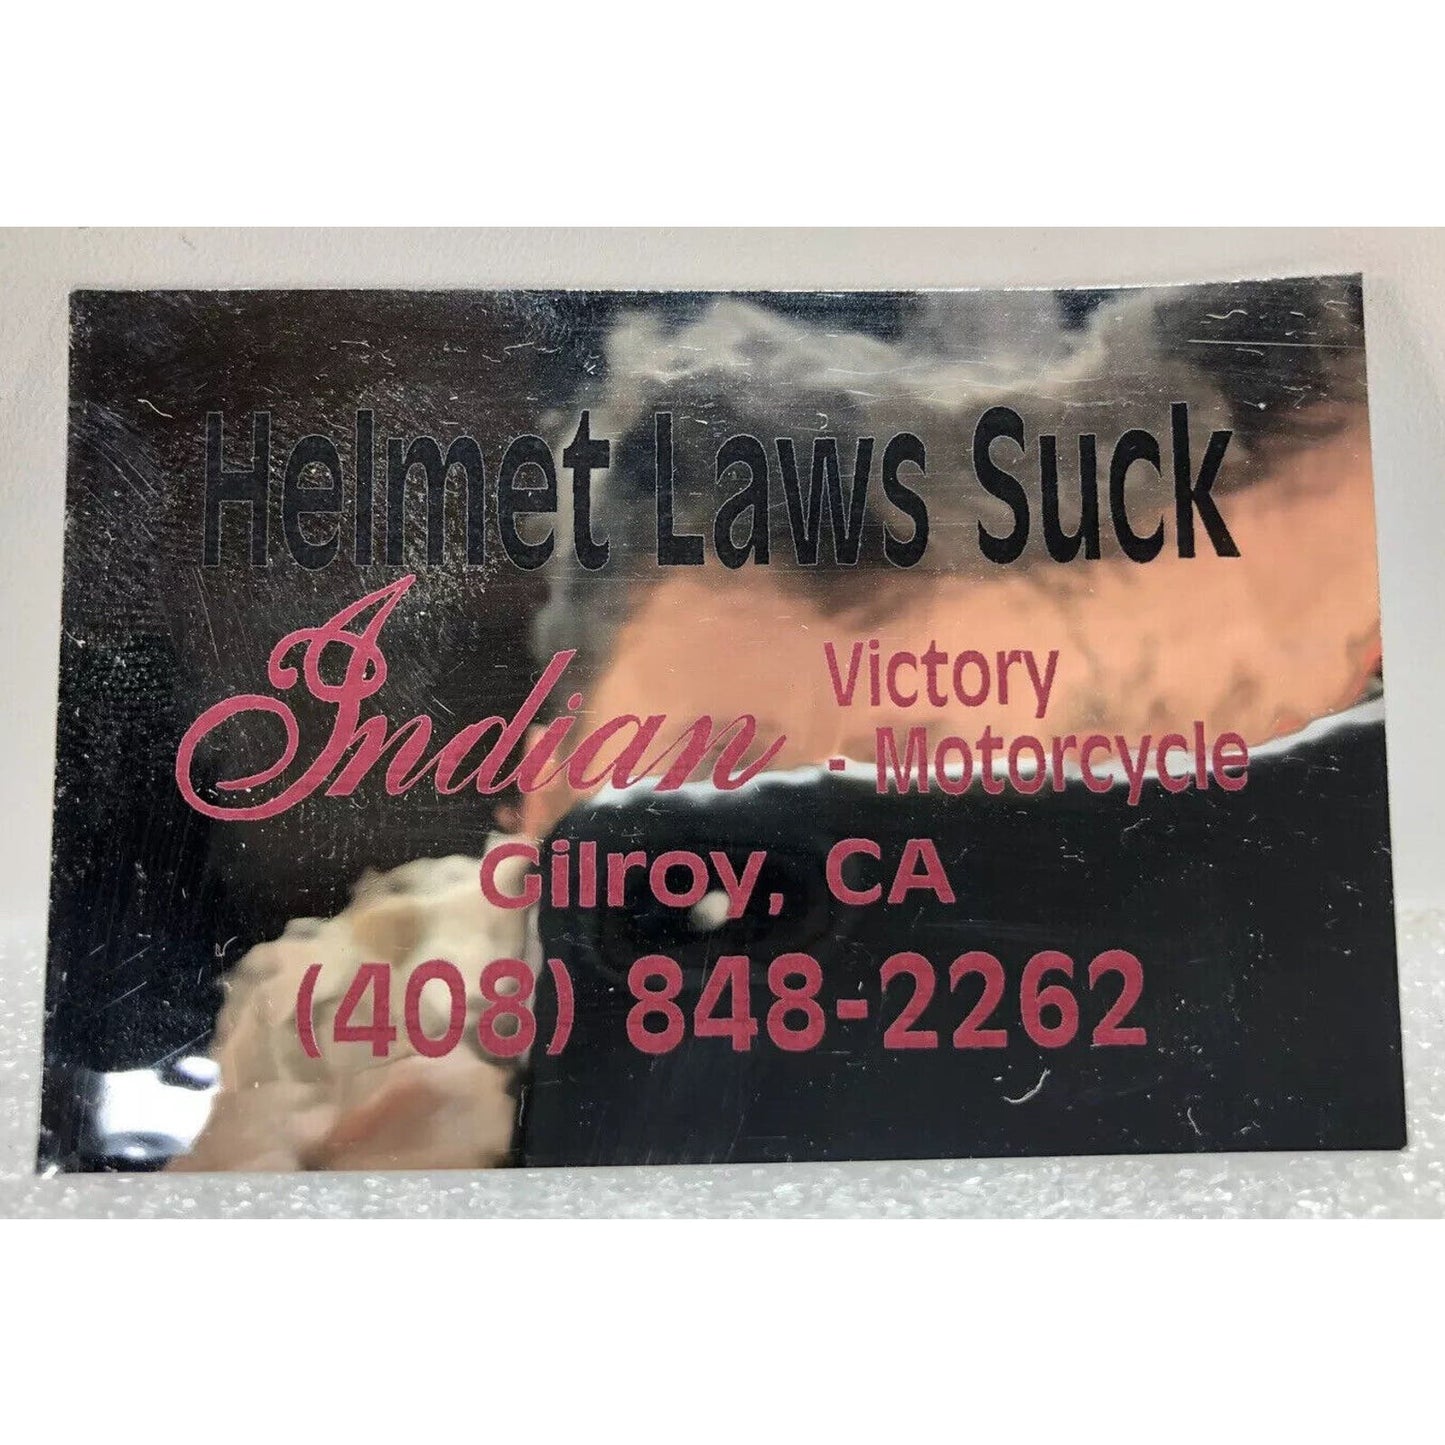 Helmet Laws Suck
Indian Victory
- Motorcycle
Gilroy, CA
(408) 848-2262